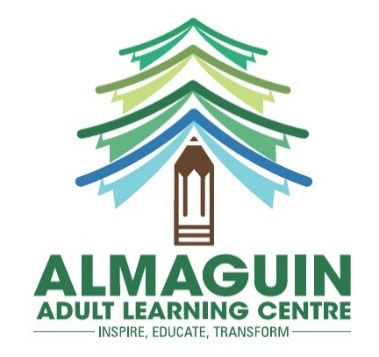 ALMAGUIN
ADULT LEARNING CENTRE
INSPIRE, EDUCATE, TRANSFORM